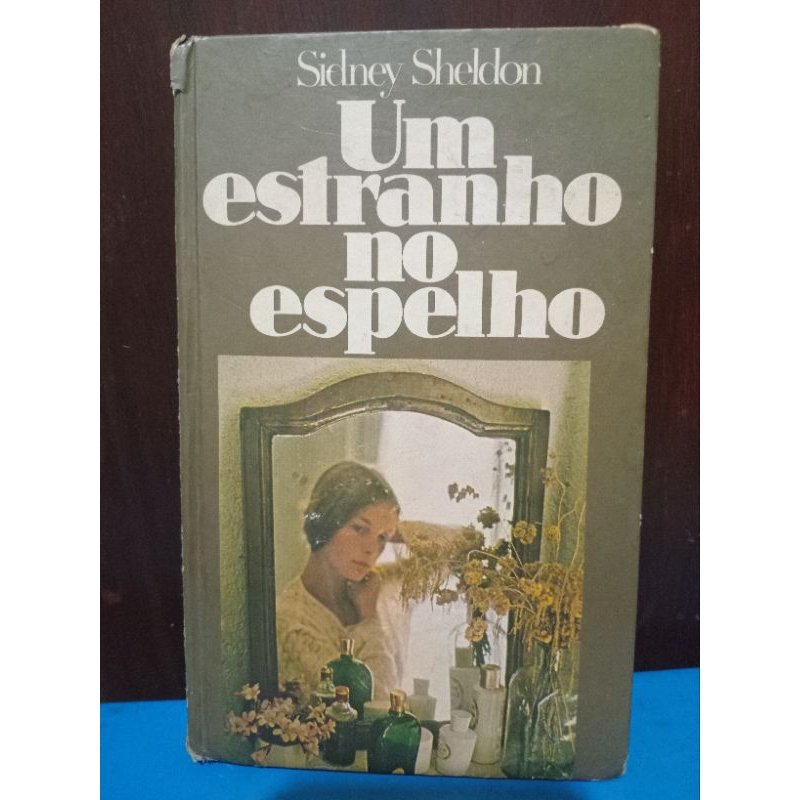 Sidney Sheldon
Um
estranho
no
espelho